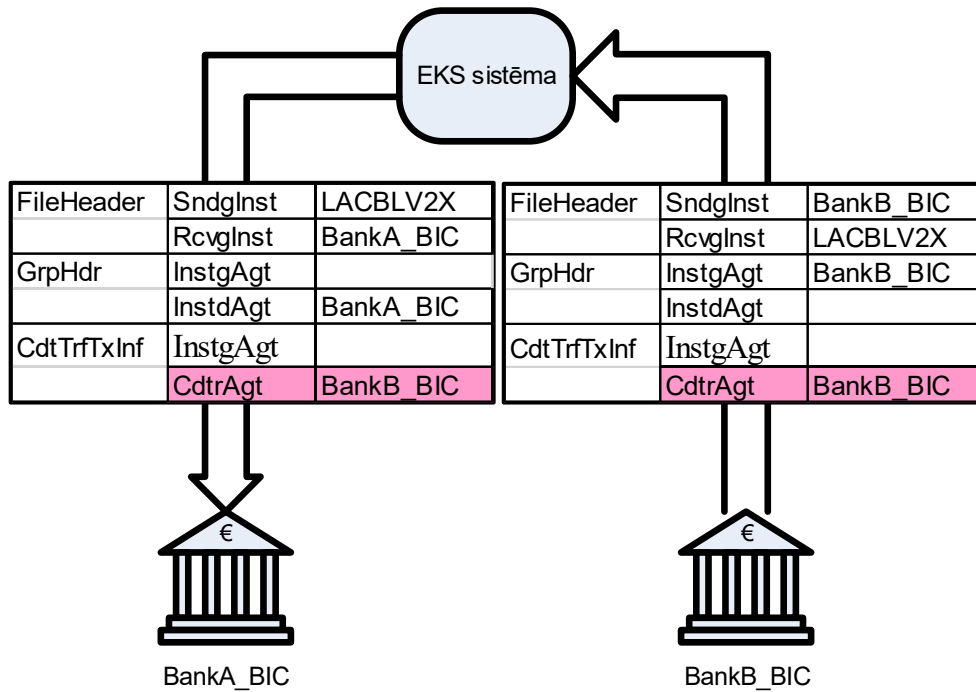 EKS sistēma
FileHeader SndgInst LACBLV2X
RcvgInst BankA_BIC
GrpHdr InstgAgt
InstdAgt BankA_BIC
CdtTrfTxInf InstgAgt
CdtrAgt BankB_BIC
FileHeader SndgInst BankB_BIC
RcvgInst LACBLV2X
GrpHdr InstgAgt BankB_BIC
InstdAgt
CdtTrfTxInf InstgAgt
CdtrAgt BankB_BIC
€
€
BankA_BIC
BankB_BIC